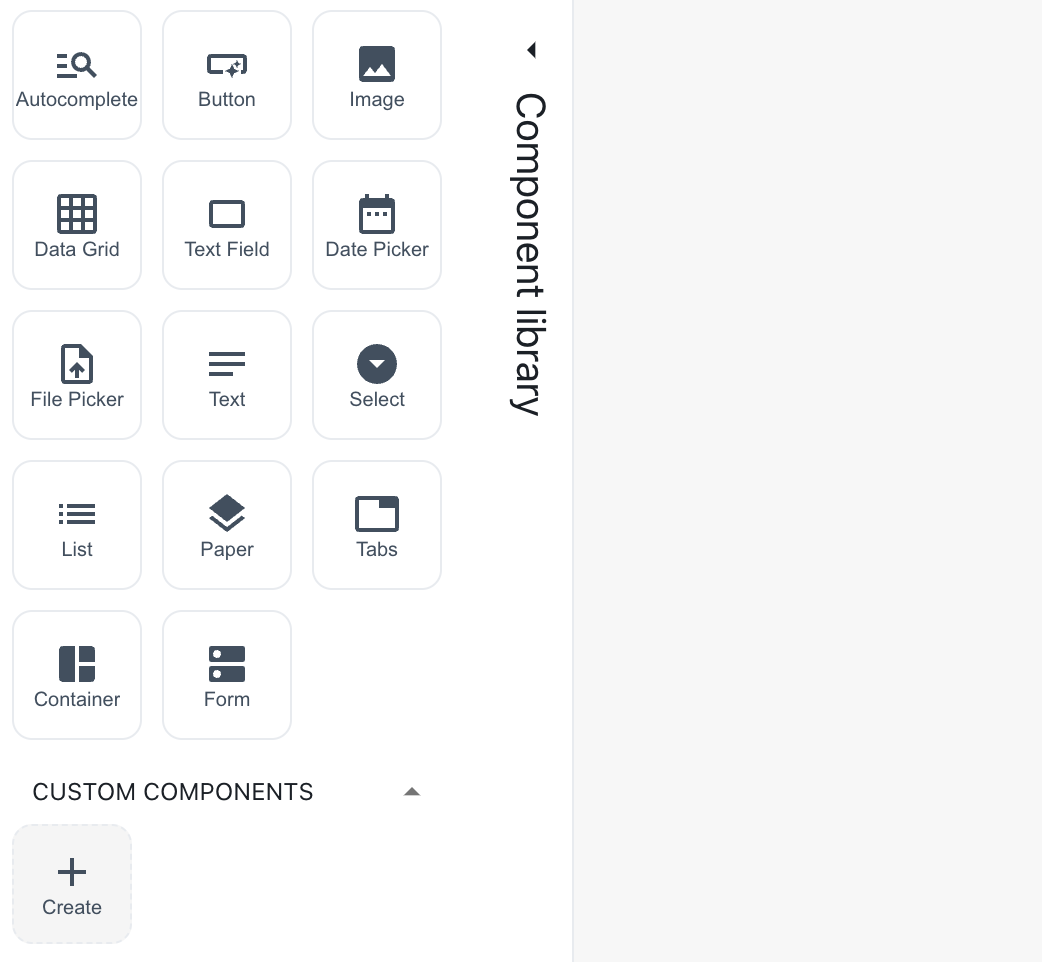 Autocomplete
Button
Image
Data Grid
Text Field
Date Picker
File Picker
Text
Select
List
Paper
Tabs
Container
Form
CUSTOM COMPONENTS
Create
Component library